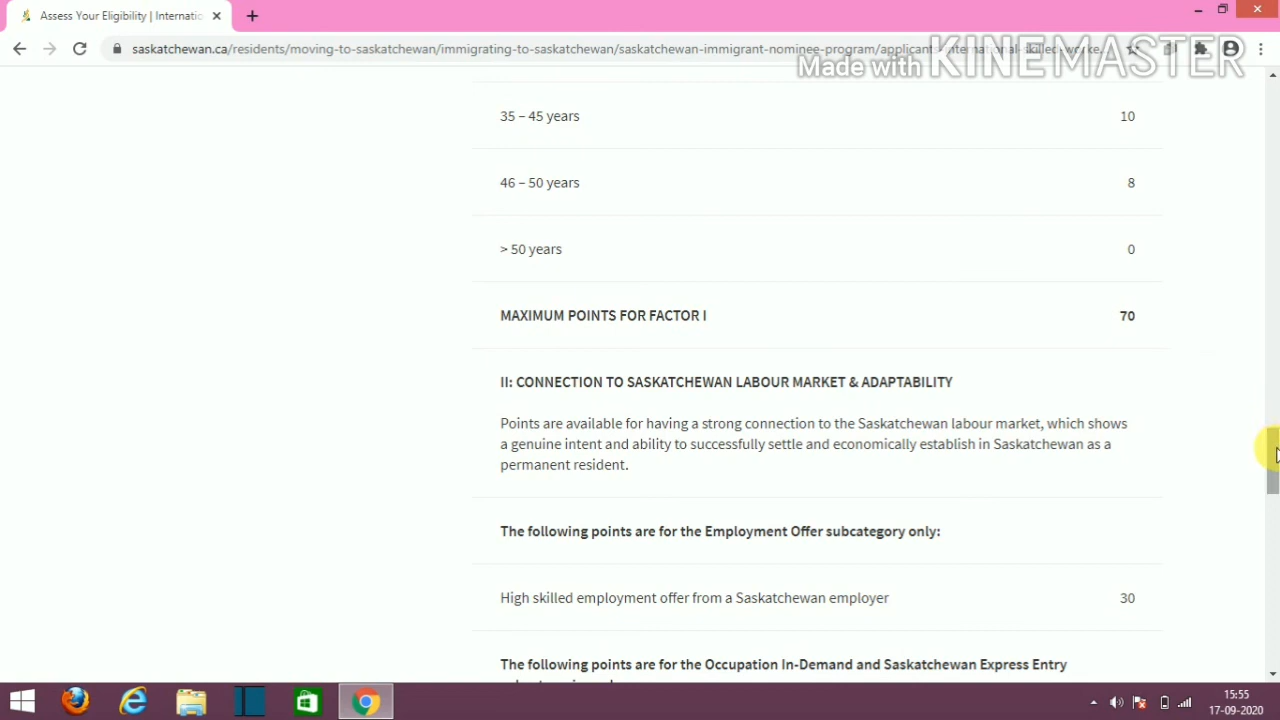 Assess Your Eligibility | Internatio
saskatchewan.ca/residents/moving-to-saskatchewan/immigrating-to-saskatchewan/saskatchewan-immigrant-nominee-program/applicant
Made with KINEMASTER
35 – 45 years 10
46 – 50 years 8
> 50 years 0
MAXIMUM POINTS FOR FACTOR I 70
II: CONNECTION TO SASKATCHEWAN LABOUR MARKET & ADAPTABILITY
Points are available for having a strong connection to the Saskatchewan labour market, which shows
a genuine intent and ability to successfully settle and economically establish in Saskatchewan as a
permanent resident.
The following points are for the Employment Offer subcategory only:
High skilled employment offer from a Saskatchewan employer 30
The following points are for the Occupation In-Demand and Saskatchewan Express Entry
15:55
17-09-2020